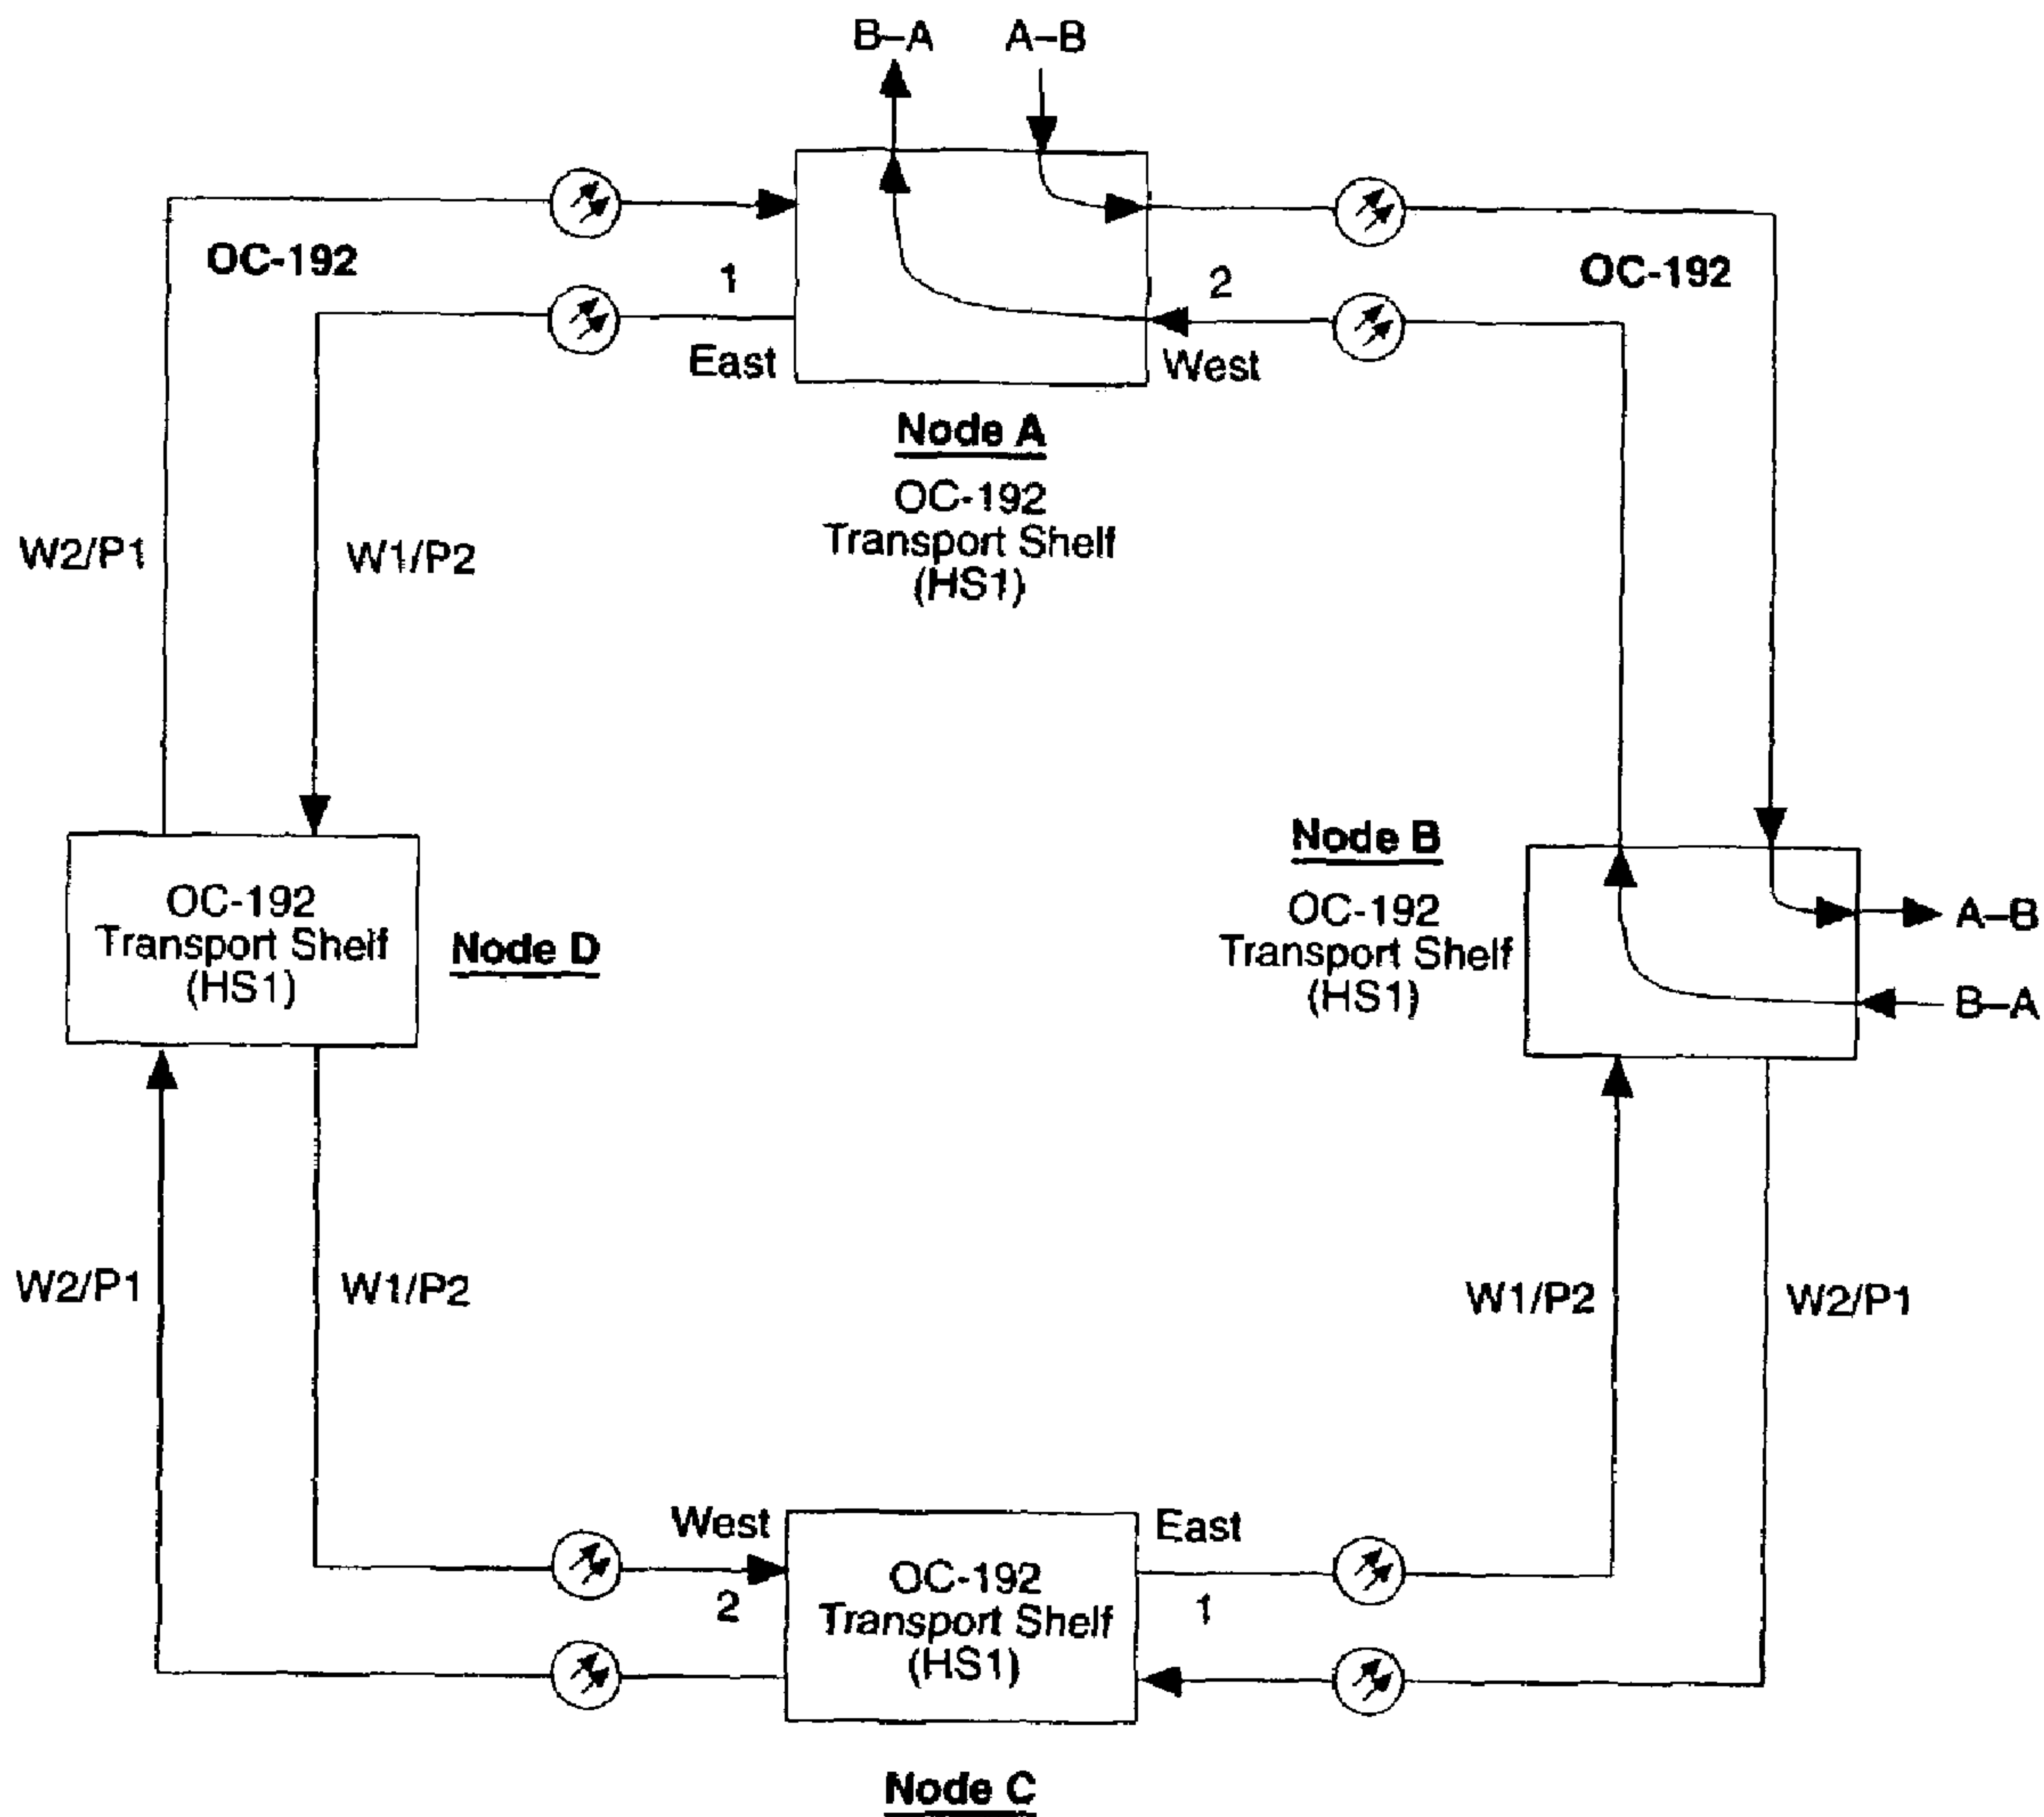 B–A A–B
OC-192
1
East
2
West
OC-192
Node A
OC-192
Transport Shelf
(HS1)
W2/P1
W1/P2
OC-192
Transport Shelf
(HS1)
Node D
Node B
OC-192
Transport Shelf
(HS1)
A–B
B–A
W2/P1
W1/P2
W1/P2
W2/P1
West
2
OC-192
Transport Shelf
(HS1)
East
1
Node C